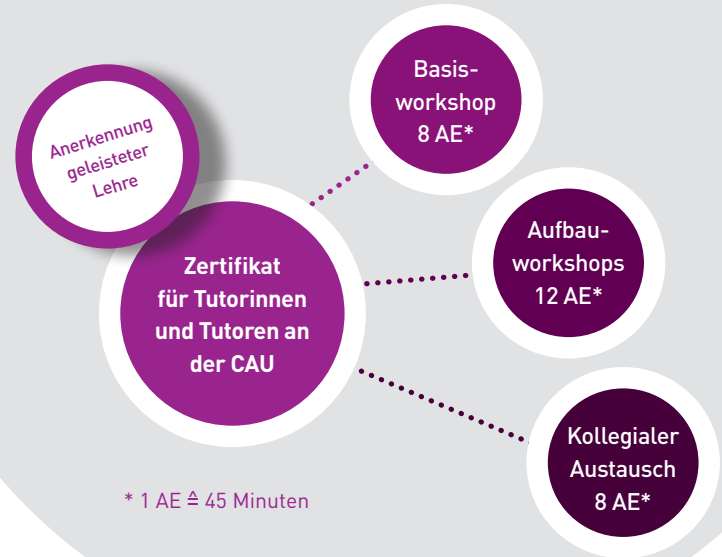 Anerkennung
geleisteter
Lehre
Zertifikat
für Tutorinnen
und Tutoren an
der CAU
Basis-
workshop
8 AE*
Aufbau-
workshops
12 AE*
Kollegialer
Austausch
8 AE*
* 1 AE ≙ 45 Minuten